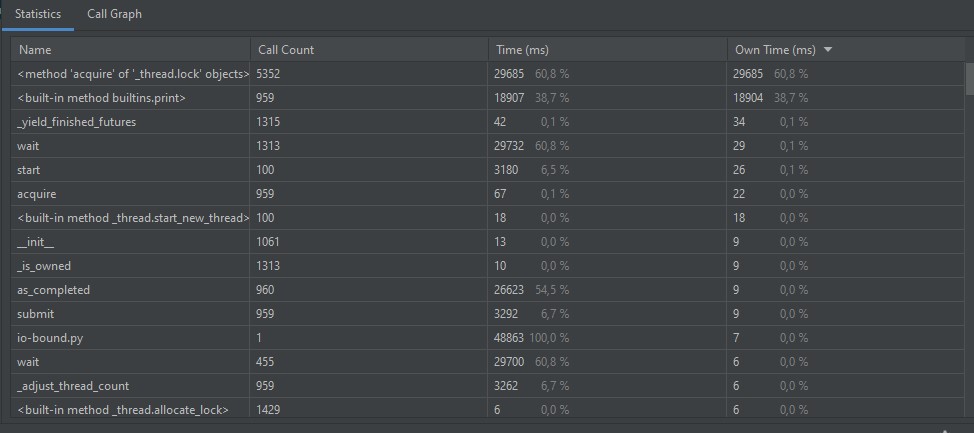 Statistics Call Graph
Name Call Count Time (ms) Own Time (ms)
<method 'acquire' of '_thread.lock' objects> 5352 29685 60,8 % 29685 60,8 %
<built-in method builtins.print> 959 18907 38,7 % 18904 38,7 %
_yield_finished_futures 1315 42 0,1 % 34 0,1 %
wait 1313 29732 60,8 % 29 0,1 %
start 100 3180 6,5 % 26 0,1 %
acquire 959 67 0,1 % 22 0,0 %
<built-in method _thread.start_new_thread> 100 18 0,0 % 18 0,0 %
__init__ 1061 13 0,0 % 9 0,0 %
_is_owned 1313 10 0,0 % 9 0,0 %
as_completed 960 26623 54,5 % 9 0,0 %
submit 959 3292 6,7 % 9 0,0 %
io-bound.py 1 48863 100,0 % 7 0,0 %
wait 455 29700 60,8 % 6 0,0 %
_adjust_thread_count 959 3262 6,7 % 6 0,0 %
<built-in method _thread.allocate_lock> 1429 6 0,0 % 6 0,0 %